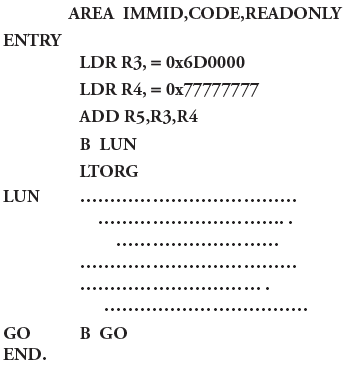 AREA IMMID,CODE,READONLY
ENTRY
LDR R3, = 0x6D0000
LDR R4, = 0x77777777
ADD R5,R3,R4
B LUN
LTORG
LUN ....................................
................................ .
...........................
....................................
.............................. .
..................................
GO B GO
END.